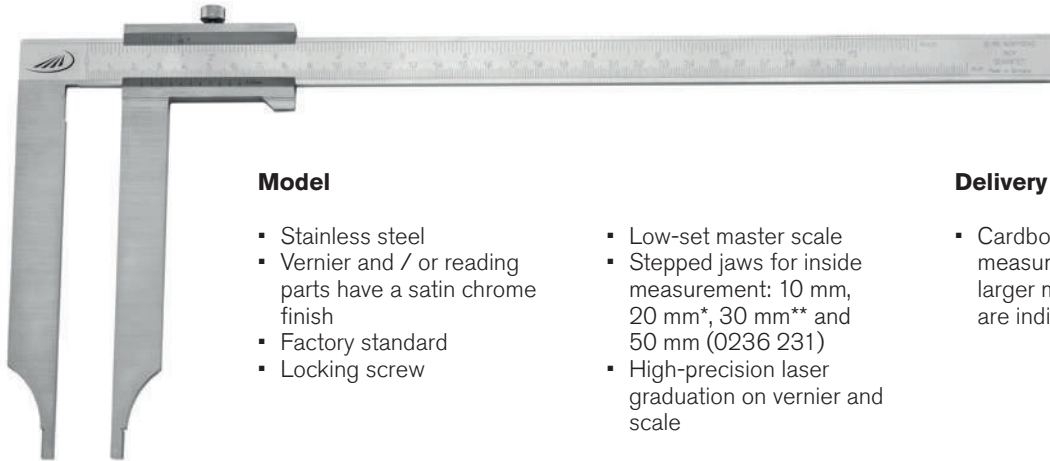 Model
▪ Stainless steel
▪ Vernier and / or reading
parts have a satin chrome
finish
▪ Factory standard
▪ Locking screw
▪ Low-set master scale
▪ Stepped jaws for inside
measurement: 10 mm,
20 mm*, 30 mm** and
50 mm (0236 231)
▪ High-precision laser
graduation on vernier and
scale
Delivery
▪ Cardbo
measur
larger m
are indi